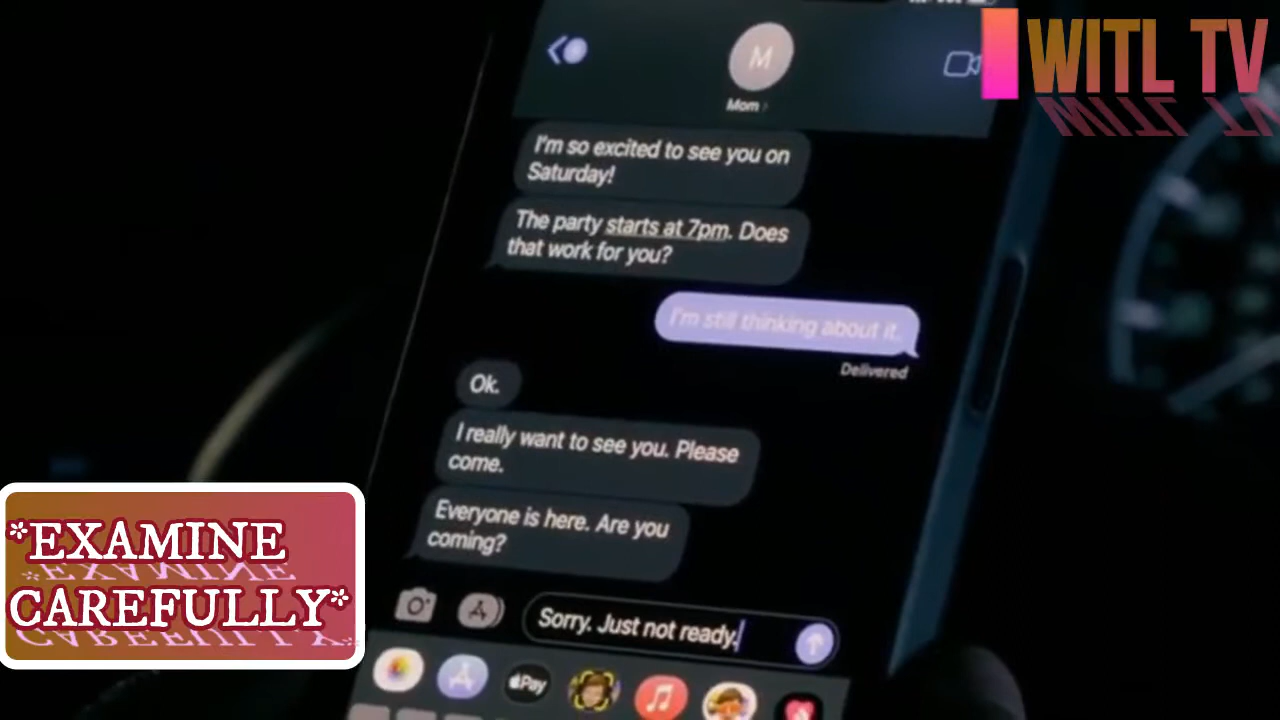 WITL TV
M
Mom
I'm so excited to see you on
Saturday!
The party starts at 7pm. Does
that work for you?
I'm still thinking about it.
Delivered
Ok.
I really want to see you. Please
come.
Everyone is here. Are you
coming?
Sorry. Just not ready.
Pay
*EXAMINE
CAREFULLY*